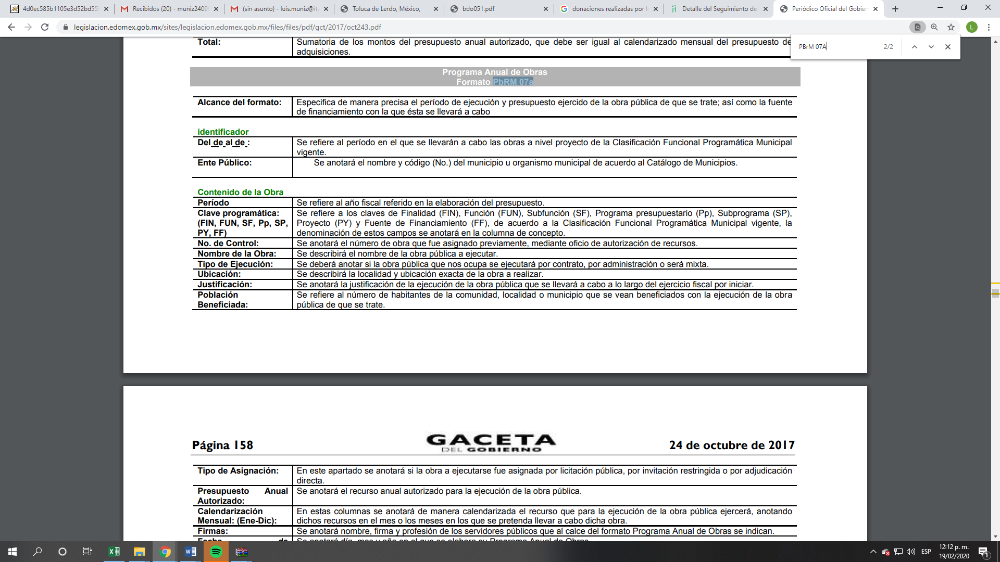 4d0ec585b1105e3d52bd55
Recibidos (20) - muniz2409
(sin asunto) - luis.muniz@it
Toluca de Lerdo, México,
bdo051.pdf
donaciones realizadas por l
Detalle del Seguimiento de
Periódico Oficial del Gobier
legislacion.edomex.gob.mx/sites/legislacion.edomex.gob.mx/files/files/pdf/gct/2017/oct243.pdf
L
PBrM 07A
2/2
Total:
Sumatoria de los montos del presupuesto anual autorizado, que debe ser igual al calendarizado mensual del presupuesto de
adquisiciones.
Programa Anual de Obras
Formato PbRM 07a
Alcance del formato:
Especifica de manera precisa el período de ejecución y presupuesto ejercido de la obra pública de que se trate; así como la fuente
de financiamiento con la que ésta se llevará a cabo
identificador
Del de al de :
Se refiere al período en el que se llevarán a cabo las obras a nivel proyecto de la Clasificación Funcional Programática Municipal
vigente.
Ente Público:
Se anotará el nombre y código (No.) del municipio u organismo municipal de acuerdo al Catálogo de Municipios.
Contenido de la Obra
Período
Se refiere al año fiscal referido en la elaboración del presupuesto.
Clave programática:
(FIN, FUN, SF, Pp, SP,
PY, FF)
Se refiere a los claves de Finalidad (FIN), Función (FUN), Subfunción (SF), Programa presupuestario (Pp), Subprograma (SP),
Proyecto (PY) y Fuente de Financiamiento (FF), de acuerdo a la Clasificación Funcional Programática Municipal vigente, la
denominación de estos campos se anotará en la columna de concepto.
No. de Control:
Se anotará el número de obra que fue asignado previamente, mediante oficio de autorización de recursos.
Nombre de la Obra:
Se describirá el nombre de la obra pública a ejecutar.
Tipo de Ejecución:
Se deberá anotar si la obra pública que nos ocupa se ejecutará por contrato, por administración o será mixta.
Ubicación:
Se describirá la localidad y ubicación exacta de la obra a realizar.
Justificación:
Se anotará la justificación de la ejecución de la obra pública que se llevará a cabo a lo largo del ejercicio fiscal por iniciar.
Población
Beneficiada:
Se refiere al número de habitantes de la comunidad, localidad o municipio que se vean beneficiados con la ejecución de la obra
pública de que se trate.
Página 158
GACETA
DEL GOBIERNO
24 de octubre de 2017
Tipo de Asignación:
En este apartado se anotará si la obra a ejecutarse fue asignada por licitación pública, por invitación restringida o por adjudicación
directa.
Presupuesto Anual
Autorizado:
Se anotará el recurso anual autorizado para la ejecución de la obra pública.
Calendarización
Mensual: (Ene-Dic):
En estas columnas se anotará de manera calendarizada el recurso que para la ejecución de la obra pública ejercerá, anotando
dichos recursos en el mes o los meses en los que se pretenda llevar a cabo dicha obra.
Firmas:
Se anotará nombre, firma y profesión de los servidores públicos que al calce del formato Programa Anual de Obras se indican.
Fecha de
Se anotará día, mes y año en el que se elabora su Programa Anual de Obras.
ESP
12:12 p. m.
19/02/2020
1